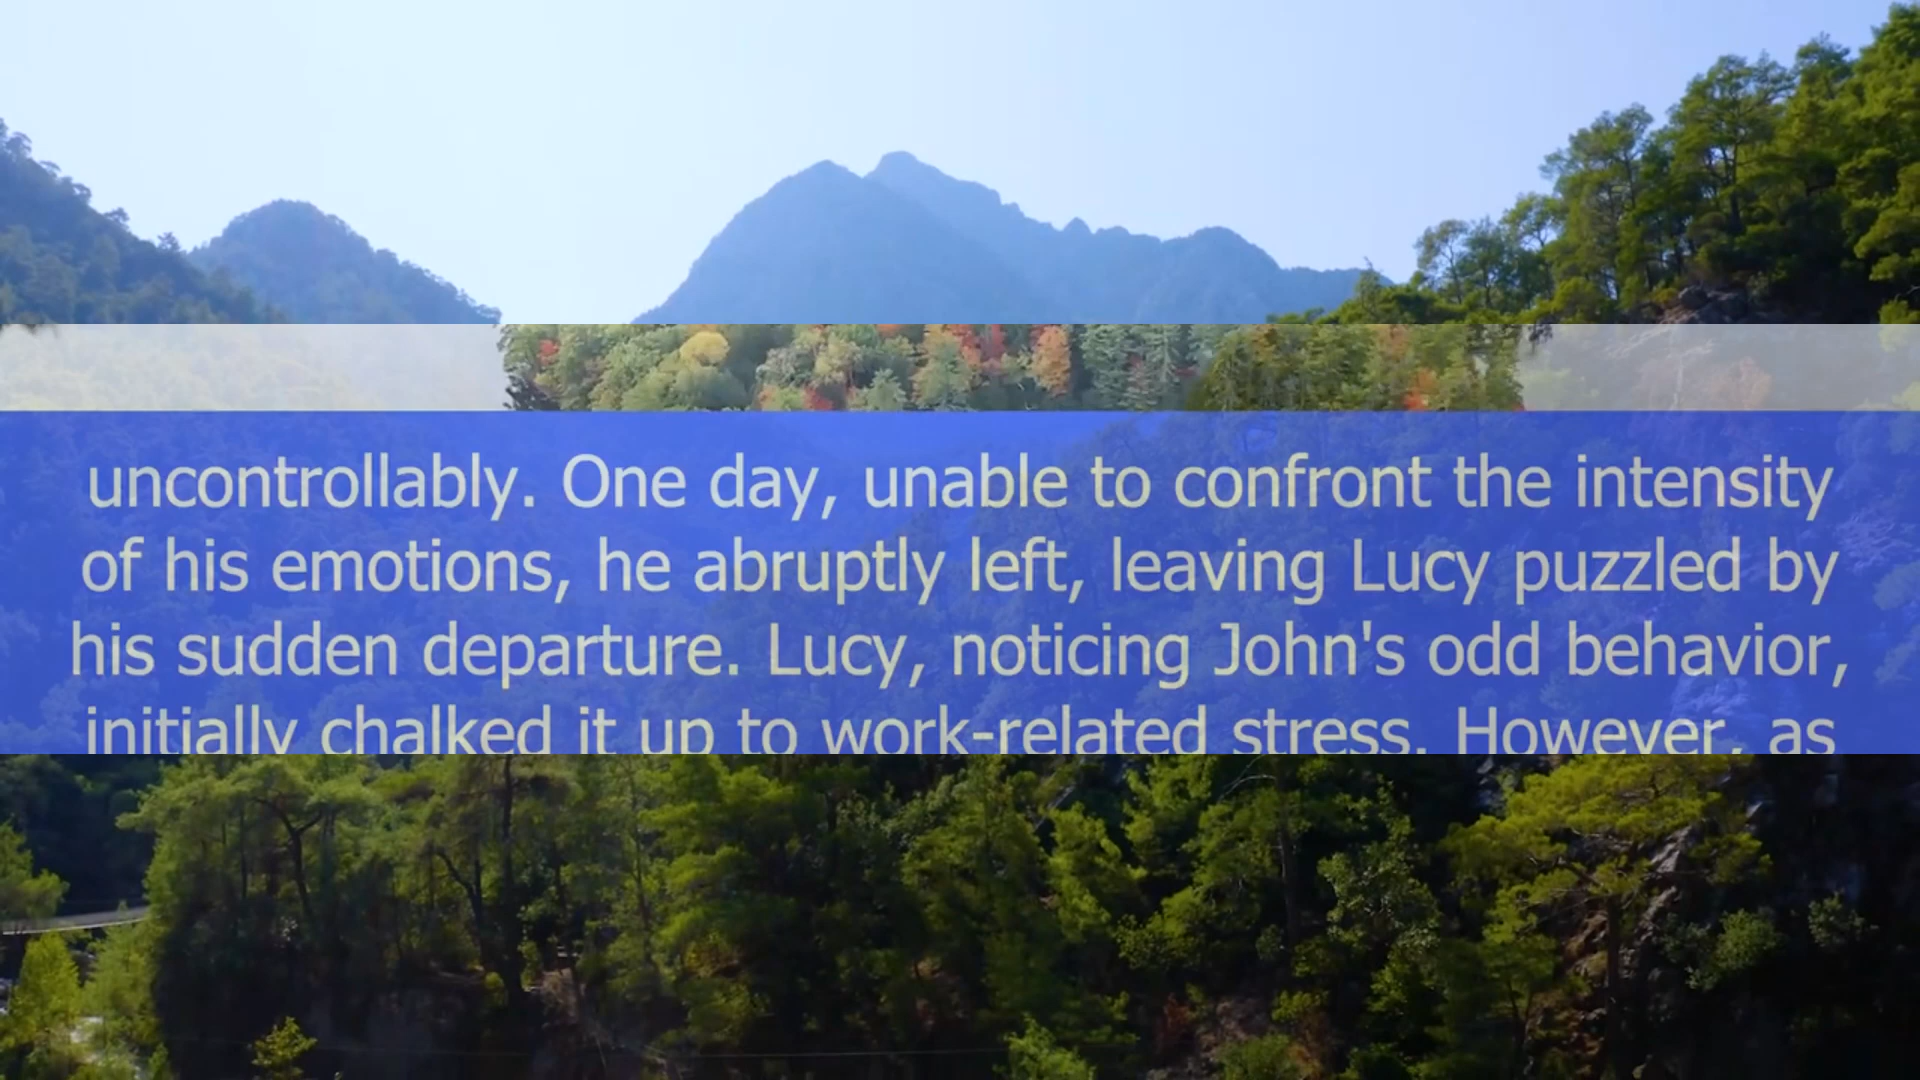 uncontrollably. One day, unable to confront the intensity
of his emotions, he abruptly left, leaving Lucy puzzled by
his sudden departure. Lucy, noticing John's odd behavior,
initially chalked it up to work-related stress. However, as